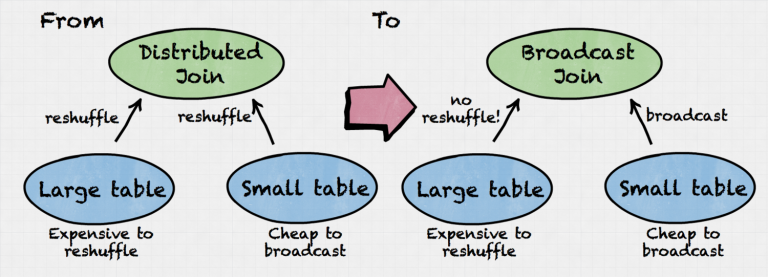 From
To
Distributed
Join
Broadcast
Join
reshuffle
reshuffle
no
reshuffle!
broadcast
Large table
Small table
Large table
Small table
Expensive to
reshuffle
Cheap to
broadcast
Expensive to
reshuffle
Cheap to
broadcast